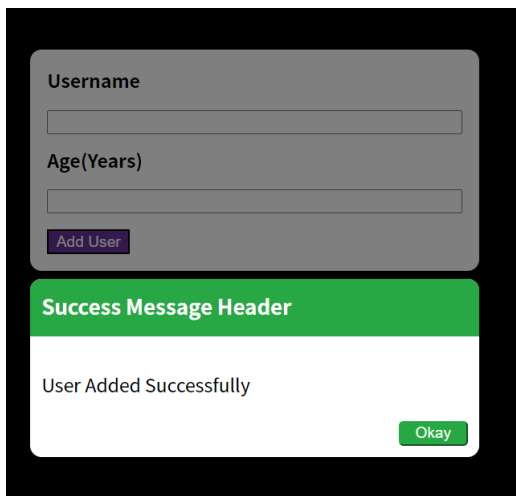 Username
Age(Years)
Add User
Success Message Header
User Added Successfully
Okay